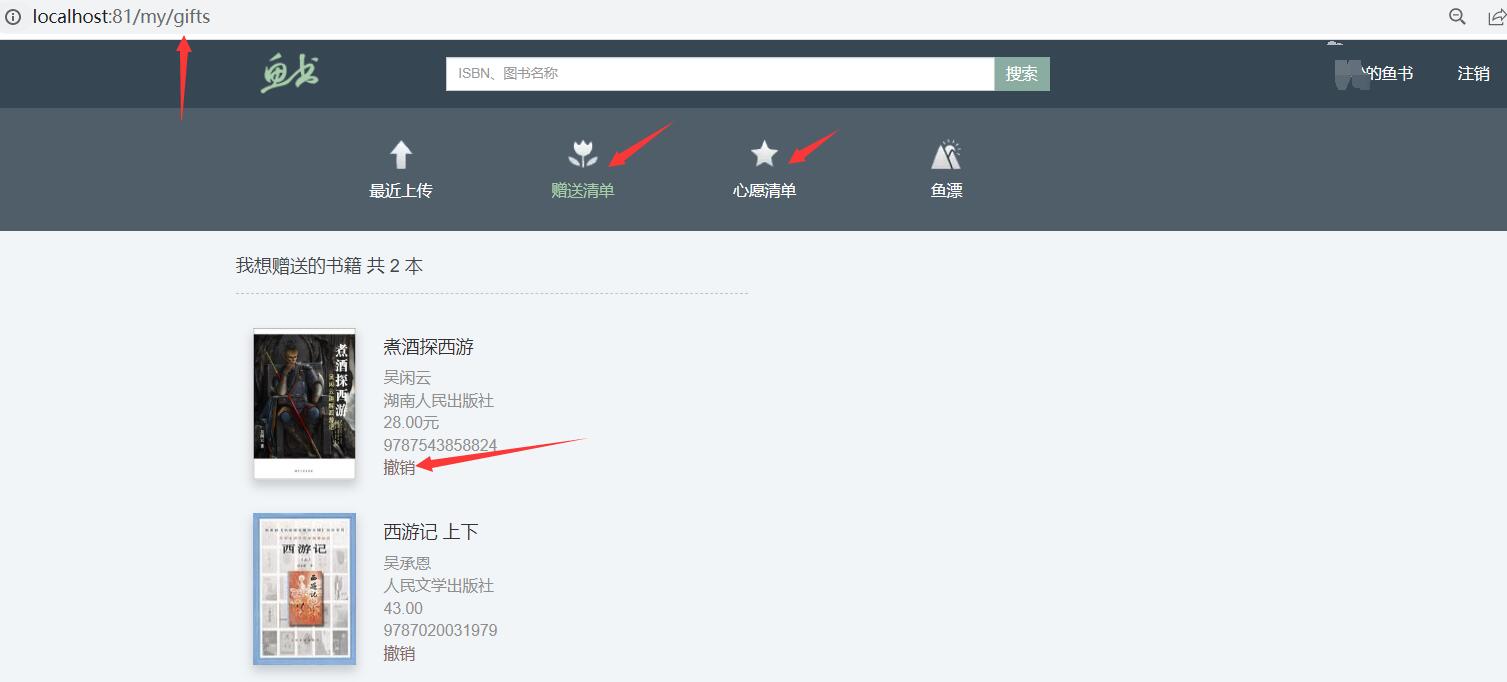 localhost:81/my/gifts
鱼书
ISBN、图书名称
搜索
的鱼书
注销
最近上传
赠送清单
心愿清单
鱼漂
我想赠送的书籍 共 2 本
煮酒探西游
煮酒探西游
吴闲云
湖南人民出版社
28.00元
9787543858824
撤销
西游记
西游记 上下
吴承恩
人民文学出版社
43.00
9787020031979
撤销